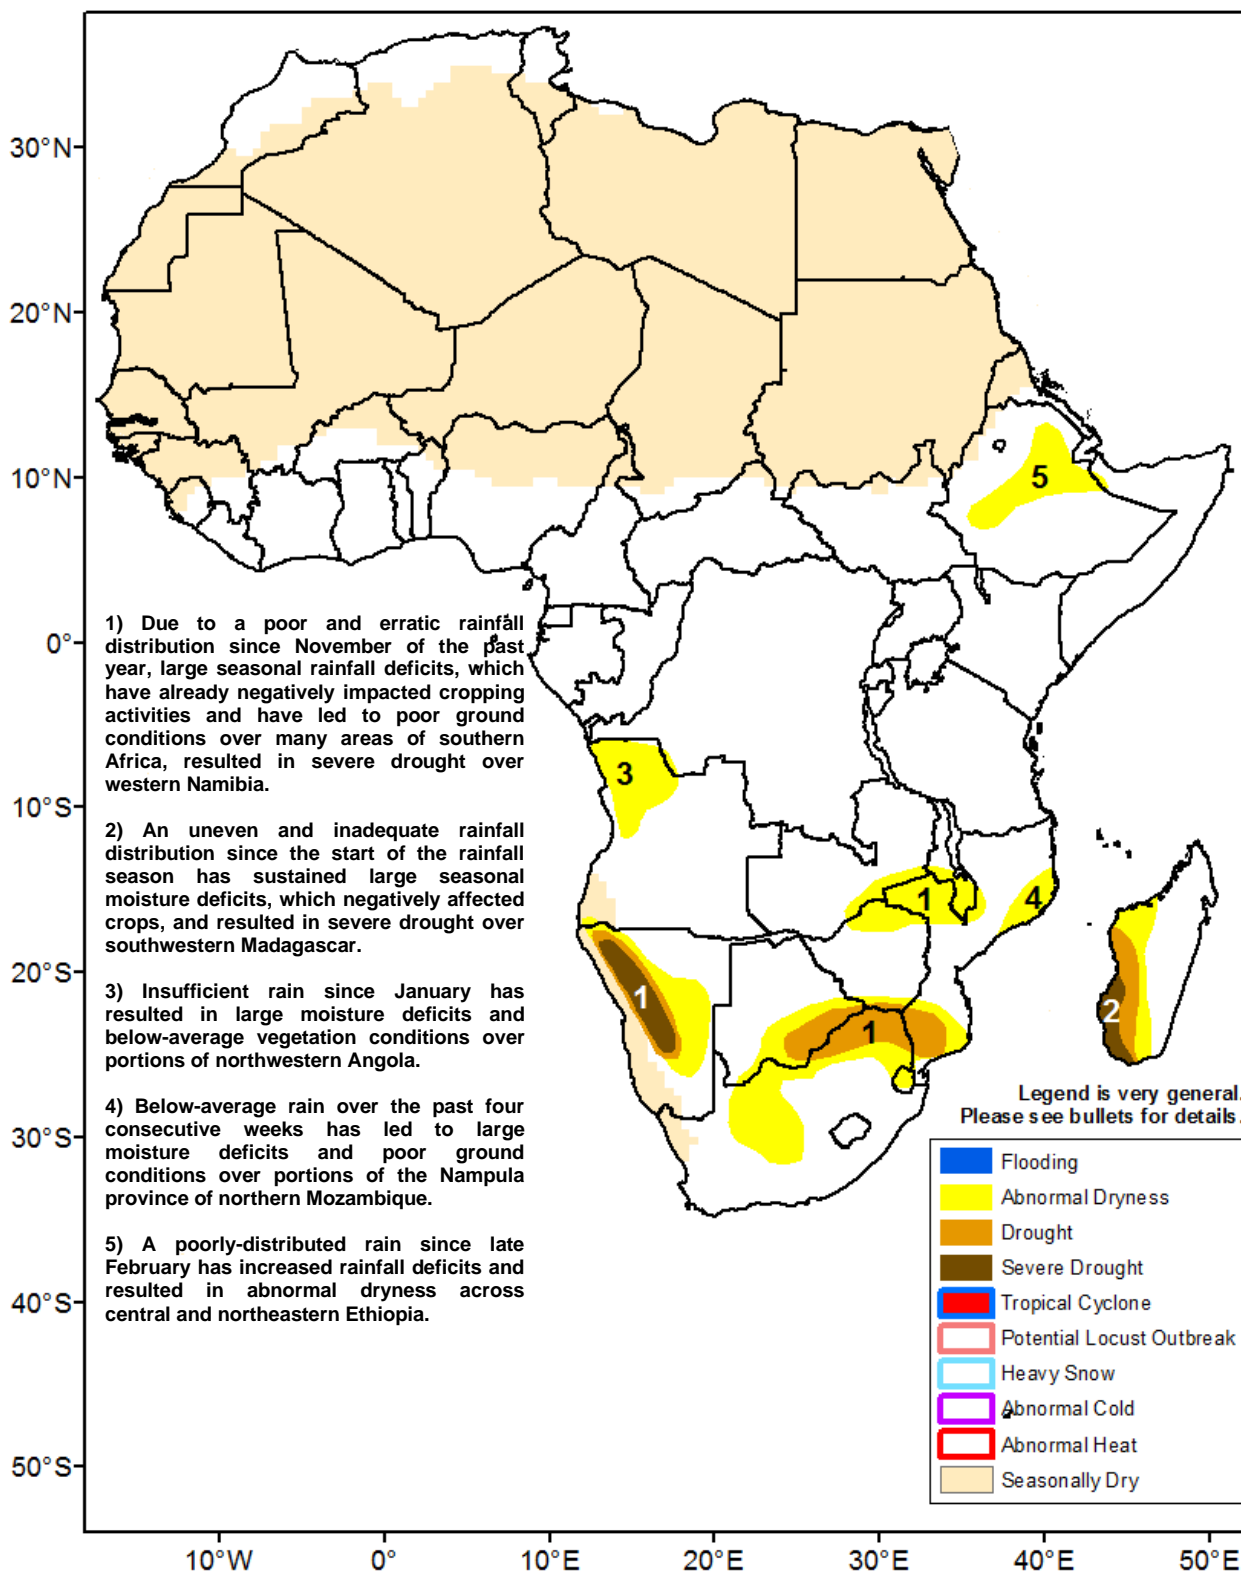 30°N
20°N
10°N
0°
10°S
20°S
30°S
40°S
50°S
5
3
1
4
1
1
2
1) Due to a poor and erratic rainfall
distribution since November of the past
year, large seasonal rainfall deficits, which
have already negatively impacted cropping
activities and have led to poor ground
conditions over many areas of southern
Africa, resulted in severe drought over
western Namibia.
2) An uneven and inadequate rainfall
distribution since the start of the rainfall
season has sustained large seasonal
moisture deficits, which negatively affected
crops, and resulted in severe drought over
southwestern Madagascar.
3) Insufficient rain since January has
resulted in large moisture deficits and
below-average vegetation conditions over
portions of northwestern Angola.
4) Below-average rain over the past four
consecutive weeks has led to large
moisture deficits and poor ground
conditions over portions of the Nampula
province of northern Mozambique.
5) A poorly-distributed rain since late
February has increased rainfall deficits and
resulted in abnormal dryness across
central and northeastern Ethiopia.
Legend is very general.
Please see bullets for details.
Flooding
Abnormal Dryness
Drought
Severe Drought
Tropical Cyclone
Potential Locust Outbreak
Heavy Snow
Abnormal Cold
Abnormal Heat
Seasonally Dry
10°W 0° 10°E 20°E 30°E 40°E 50°E